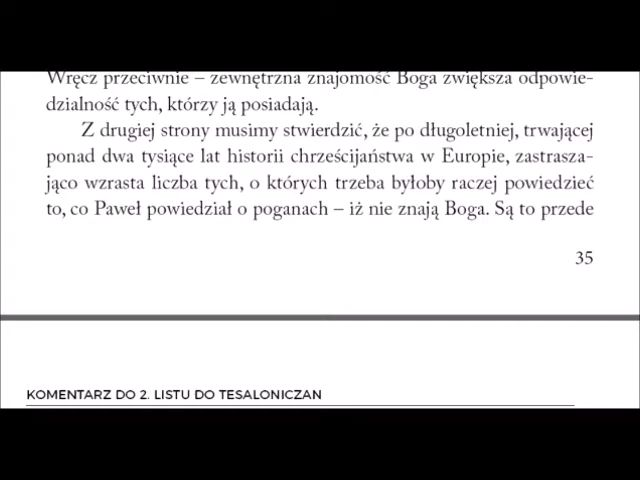 Wręcz przeciwnie – zewnętrzna znajomość Boga zwiększa odpowie-
dzialność tych, którzy ją posiadają.
Z drugiej strony musimy stwierdzić, że po długoletniej, trwającej
ponad dwa tysiące lat historii chrześcijaństwa w Europie, zastrasza-
jąco wzrasta liczba tych, o których trzeba byłoby raczej powiedzieć
to, co Paweł powiedział o poganach – iż nie znają Boga. Są to przede
35
KOMENTARZ DO 2. LISTU DO TESALONICZAN